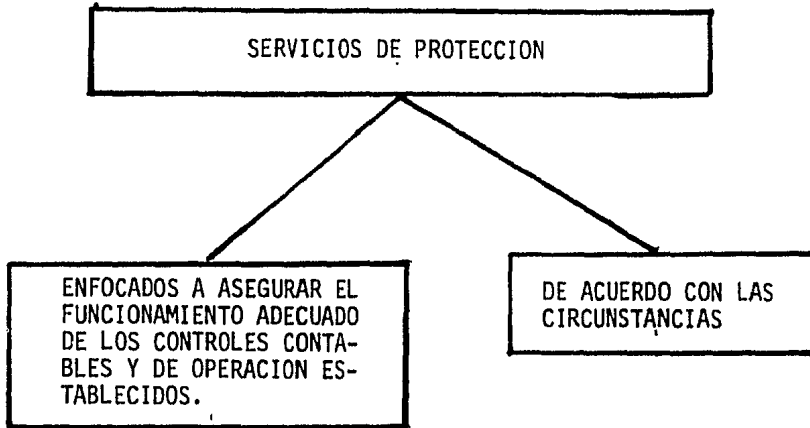 SERVICIOS DE PROTECCION
ENFOCADOS A ASEGURAR EL
FUNCIONAMIENTO ADECUADO
DE LOS CONTROLES CONTA-
BLES Y DE OPERACION ES-
TABLECIDOS.
DE ACUERDO CON LAS
CIRCUNSTANCIAS